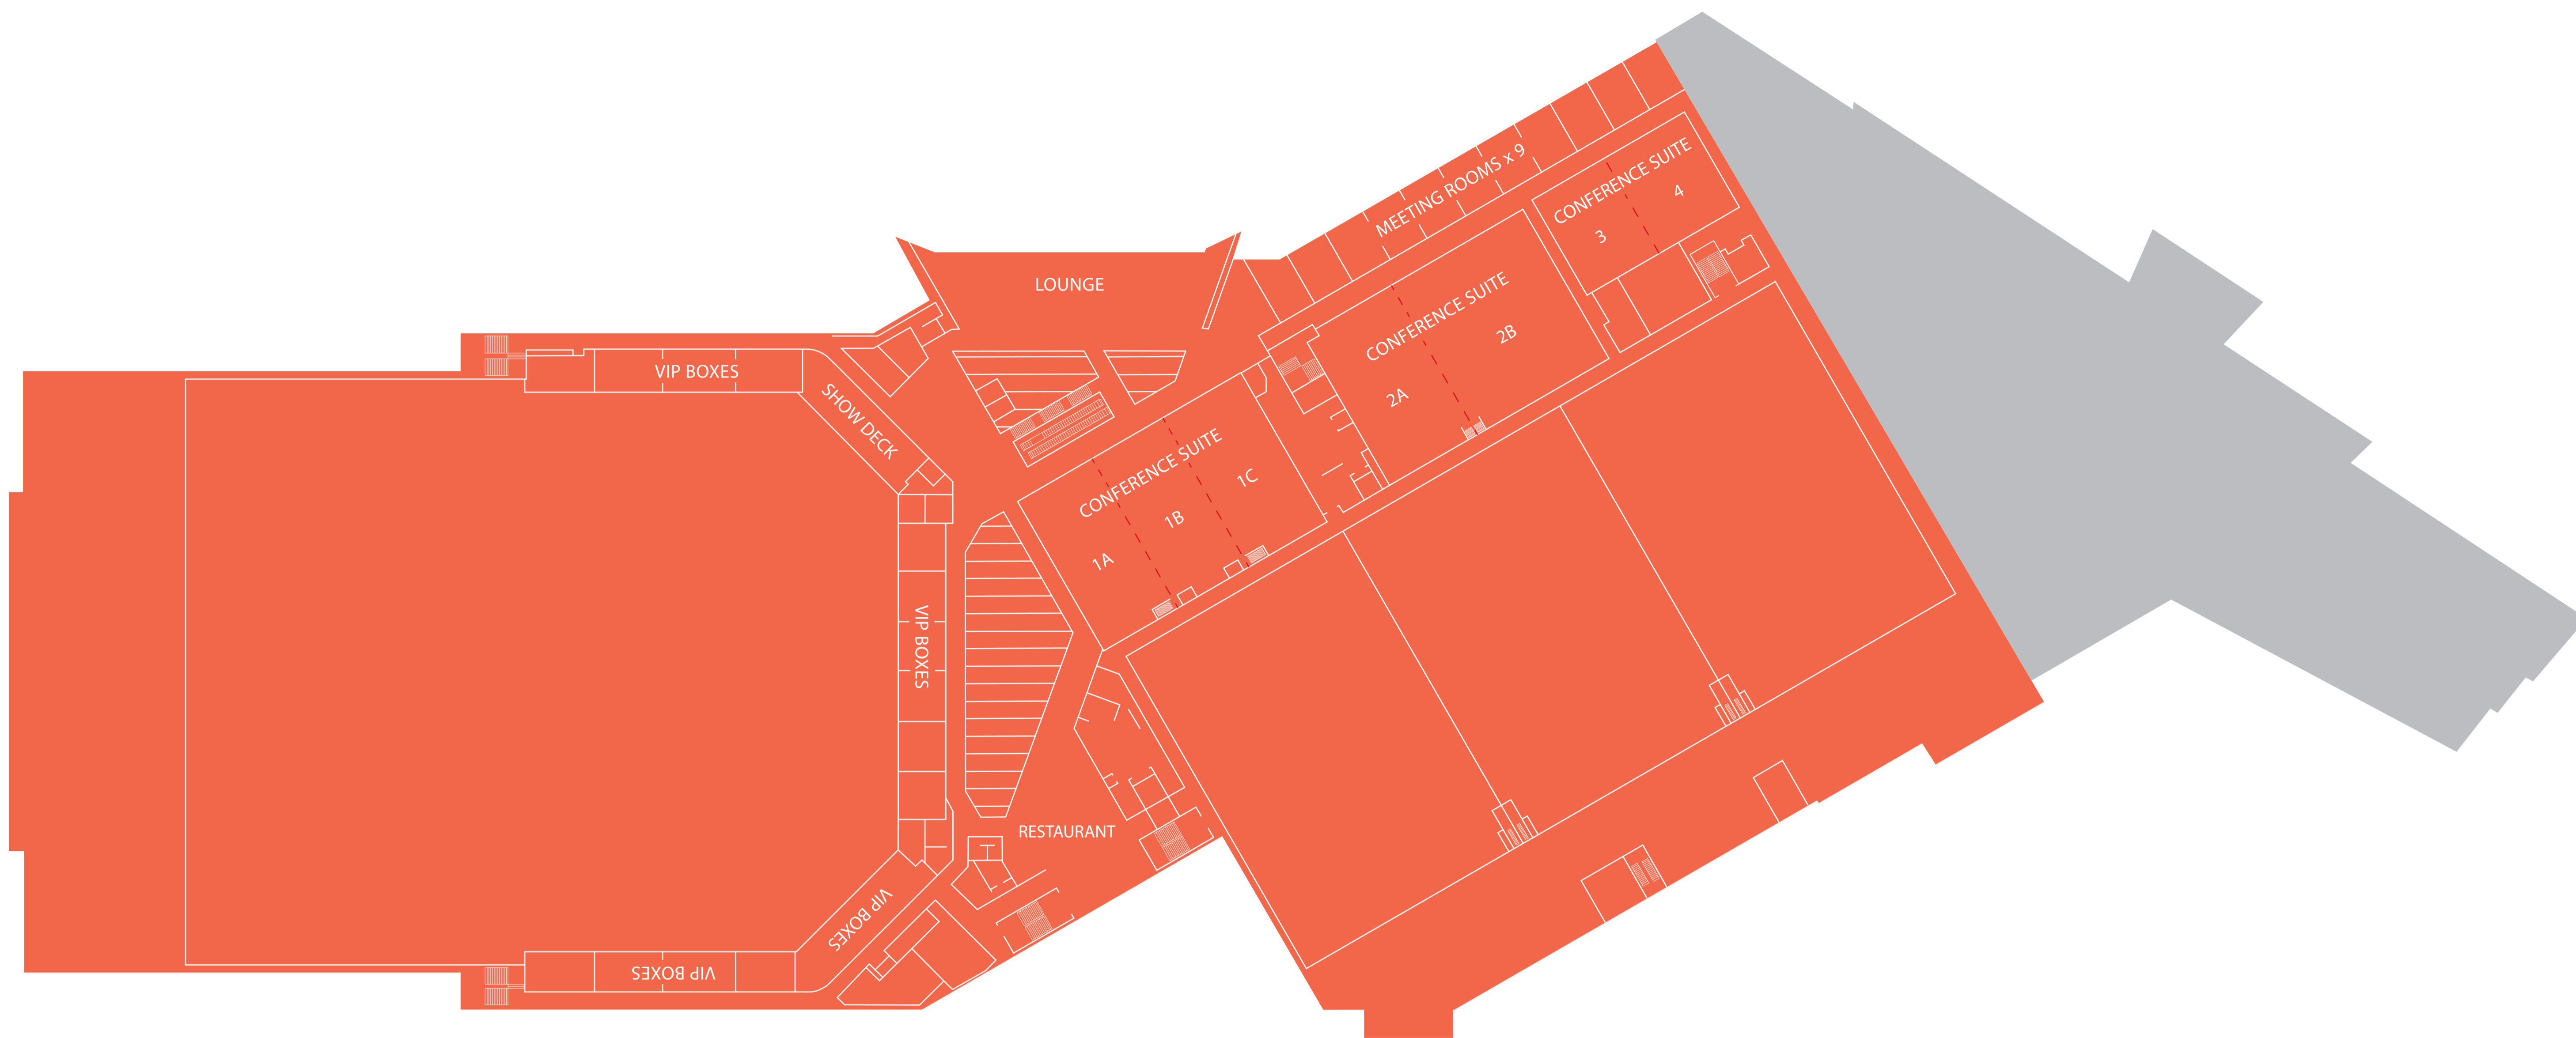 MEETING ROOMS x 9
CONFERENCE SUITE
3
4
LOUNGE
CONFERENCE SUITE
2A
2B
VIP BOXES
SHOW DECK
CONFERENCE SUITE
1A
1B
1C
VIP BOXES
RESTAURANT
VIP BOXES
VIP BOXES